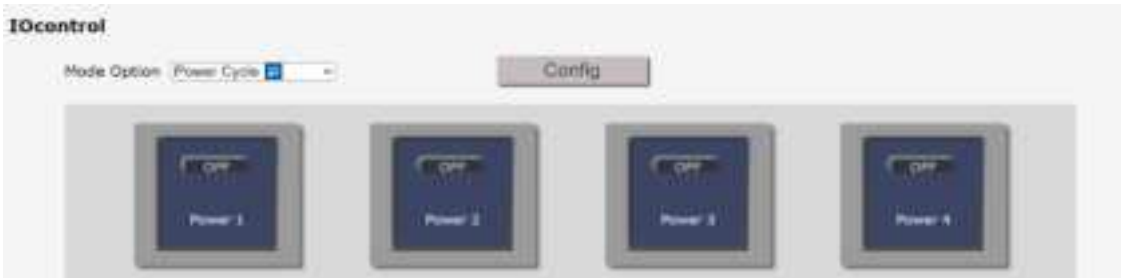 IOcontrol
Mode Option Power Cycle
Config
OFF OFF OFF OFF
Power 1 Power 2 Power 3 Power 4